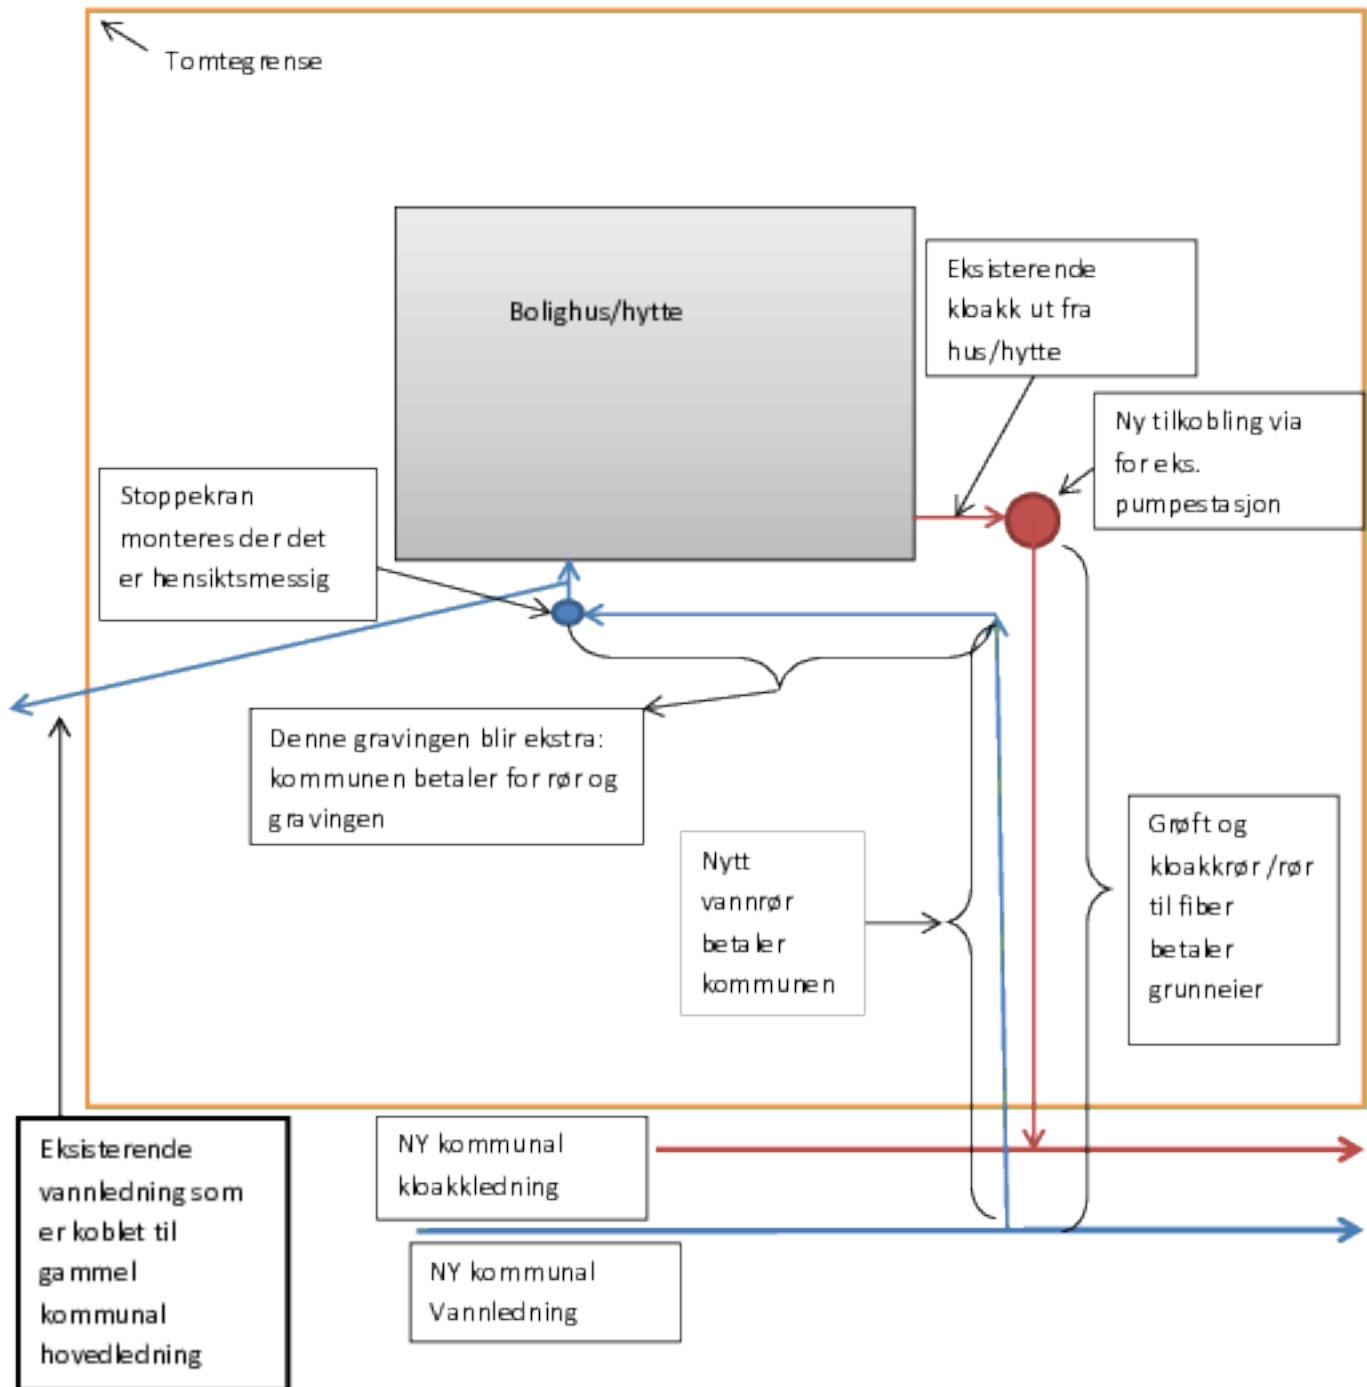 Tomtegrense
Bolighus/hytte
Eksisterende
kloakk ut fra
hus/hytte
Ny tilkobling via
for eks.
pumpestasjon
Stoppekran
monteres der det
er hensiktsmessig
Denne gravingen blir ekstra:
kommunen betaler for rør og
gravingen
Nytt
vannrør
betaler
kommunen
Grøft og
kloakkrør/rør
til fiber
betaler
grunneier
Eksisterende
vannledning som
er koblet til
gammel
kommunal
hovedledning
NY kommunal
kloakkledning
NY kommunal
Vannledning